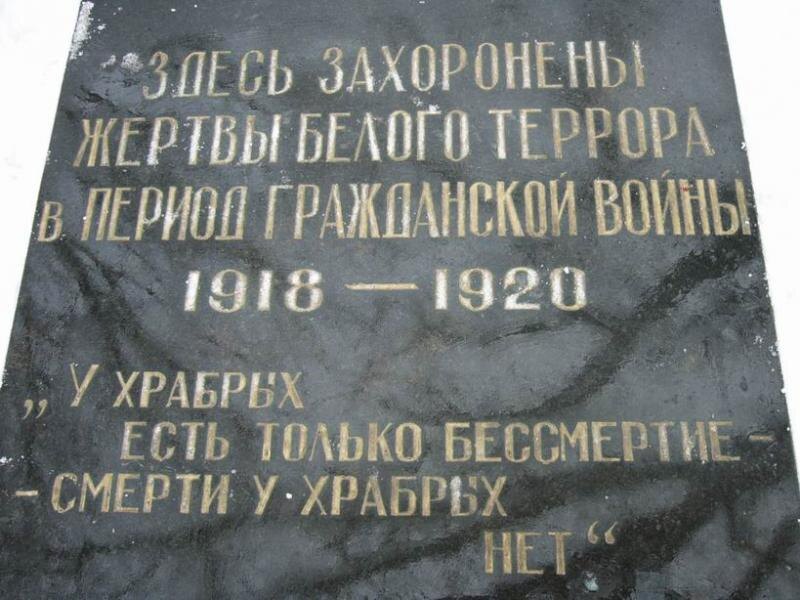 ЗДЕСЬ ЗАХОРОНЕНЫ
ЖЕРТВЫ БЕЛОГО ТЕРРОРА
В ПЕРИОД ГРАЖДАНСКОЙ ВОЙНЫ
1918 — 1920
„У ХРАБРЫХ
ЕСТЬ ТОЛЬКО БЕССМЕРТИЕ -
- СМЕРТИ У ХРАБРЫХ
НЕТ“